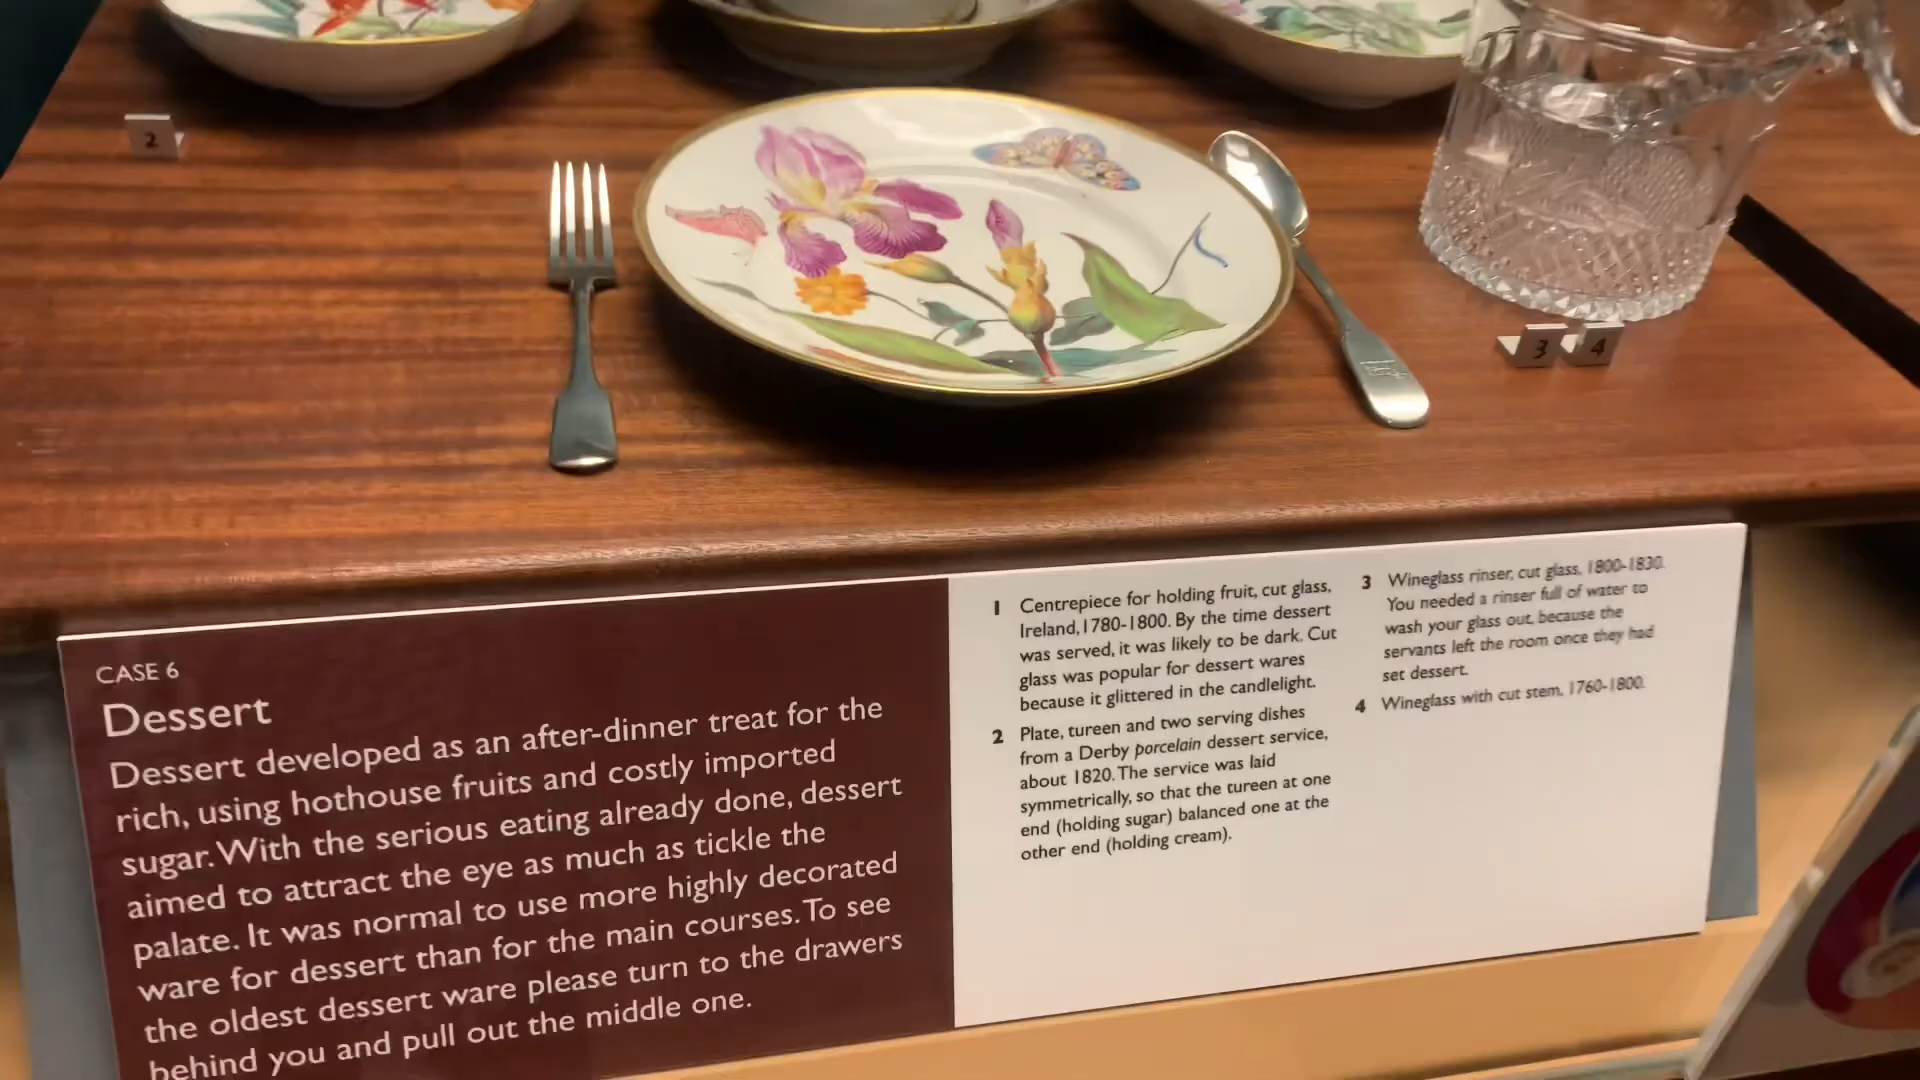 2
3
4
CASE 6
Dessert
Dessert developed as an after-dinner treat for the
rich, using hothouse fruits and costly imported
sugar. With the serious eating already done, dessert
aimed to attract the eye as much as tickle the
palate. It was normal to use more highly decorated
ware for dessert than for the main courses. To see
the oldest dessert ware please turn to the drawers
behind you and pull out the middle one.
1 Centrepiece for holding fruit, cut glass,
Ireland, 1780-1800. By the time dessert
was served, it was likely to be dark. Cut
glass was popular for dessert wares
because it glittered in the candlelight.
2 Plate, tureen and two serving dishes
from a Derby porcelain dessert service,
about 1820. The service was laid
symmetrically, so that the tureen at one
end (holding sugar) balanced one at the
other end (holding cream).
3 Wineglass rinser, cut glass, 1800-1830.
You needed a rinser full of water to
wash your glass out, because the
servants left the room once they had
set dessert.
4 Wineglass with cut stem, 1760-1800.